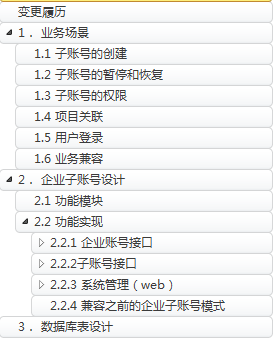 变更履历
1 . 业务场景
1.1 子账号的创建
1.2 子账号的暂停和恢复
1.3 子账号的权限
1.4 项目关联
1.5 用户登录
1.6 业务兼容
2 . 企业子账号设计
2.1 功能模块
2.2 功能实现
2.2.1 企业账号接口
2.2.2子账号接口
2.2.3 系统管理（web）
2.2.4 兼容之前的企业子账号模式
3 . 数据库表设计